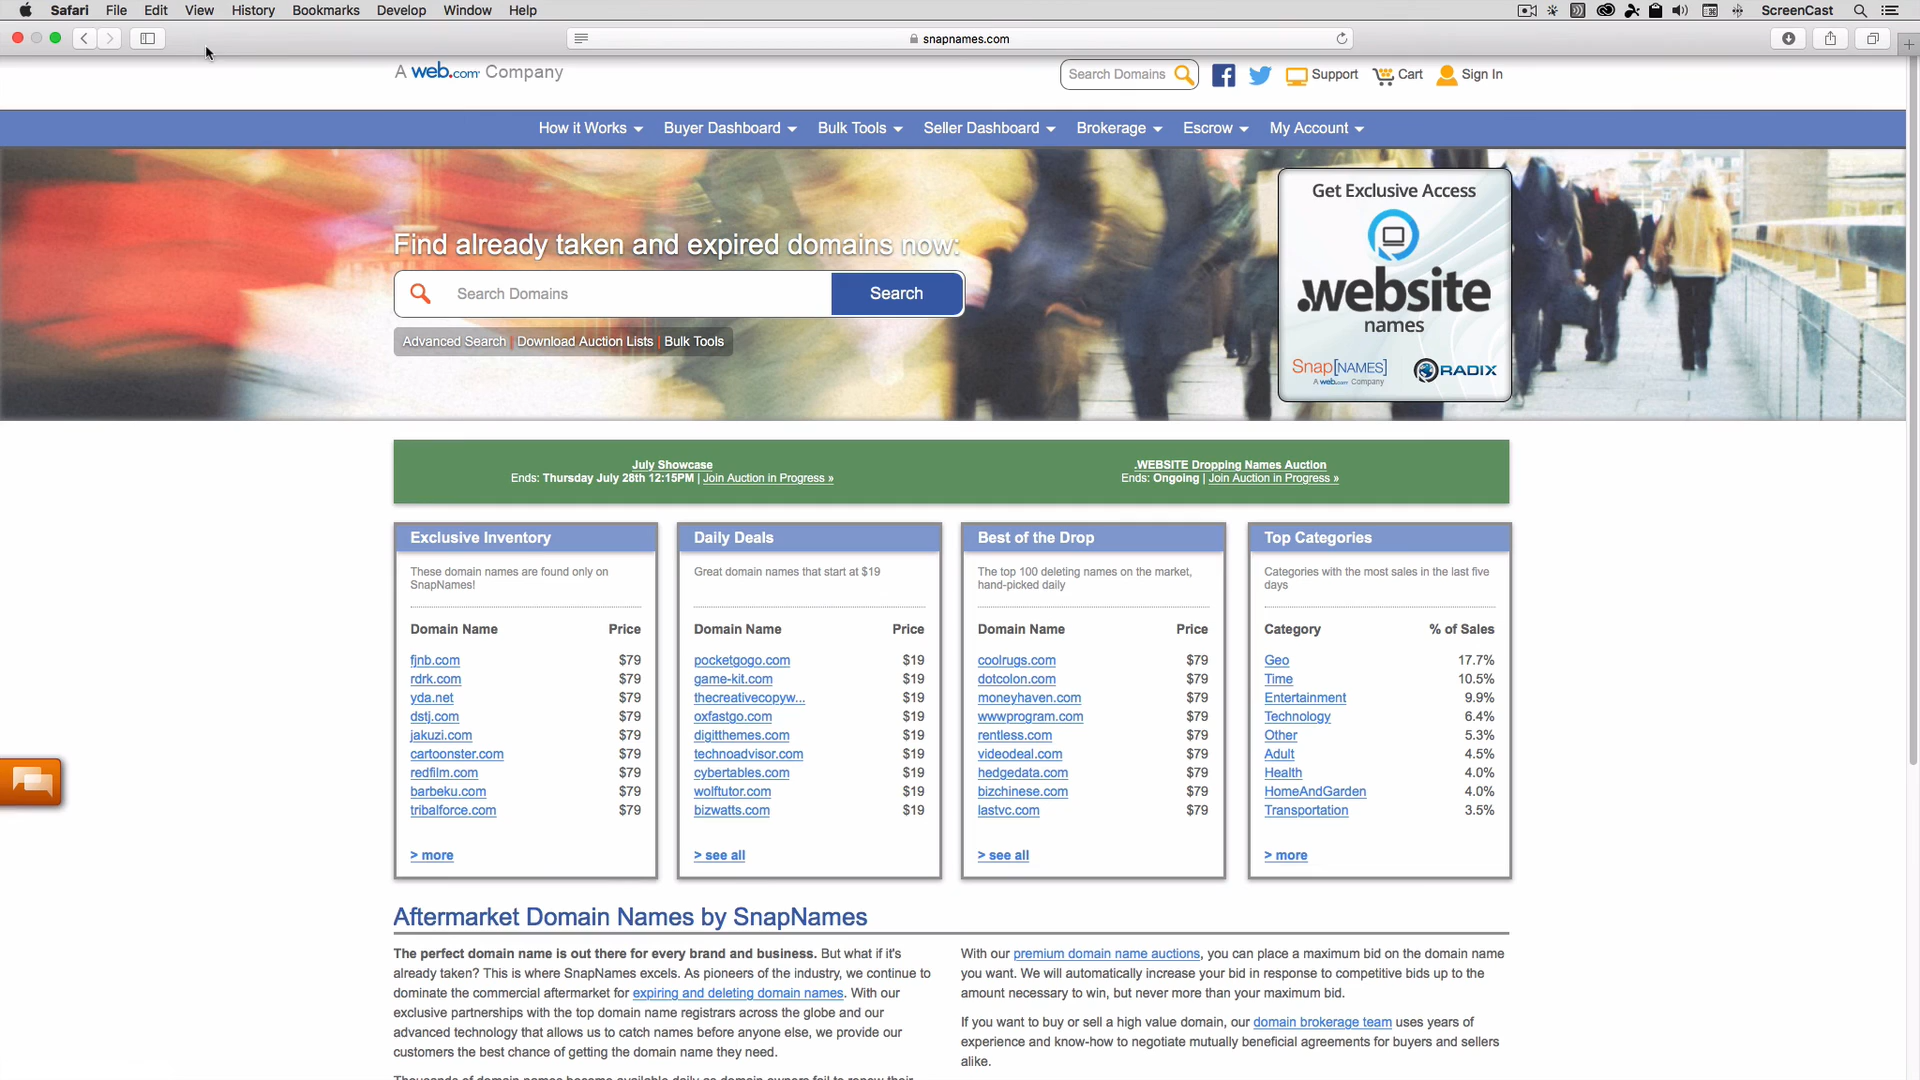 Safari File Edit View History Bookmarks Develop Window Help ScreenCast
snapnames.com
A web.com Company
Search Domains Support Cart Sign In
How it Works Buyer Dashboard Bulk Tools Seller Dashboard Brokerage Escrow My Account
Find already taken and expired domains now:
Search Domains Search
Advanced Search | Download Auction Lists | Bulk Tools
Get Exclusive Access
.website
names
Snap[NAMES] RADIX
A web.com Company
July Showcase
Ends: Thursday July 28th 12:15PM | Join Auction in Progress »
.WEBSITE Dropping Names Auction
Ends: Ongoing | Join Auction in Progress »
Exclusive Inventory
These domain names are found only on
SnapNames!
Domain Name Price
fjnb.com $79
rdrk.com $79
yda.net $79
dstj.com $79
jakuzi.com $79
cartoonster.com $79
redfilm.com $79
barbeku.com $79
tribalforce.com $79
> more
Daily Deals
Great domain names that start at $19
Domain Name Price
pocketgogo.com $19
game-kit.com $19
thecreativecopyw... $19
oxfastgo.com $19
digitthemes.com $19
technoadvisor.com $19
cybertables.com $19
wolftutor.com $19
bizwatts.com $19
> see all
Best of the Drop
The top 100 deleting names on the market,
hand-picked daily
Domain Name Price
coolrugs.com $79
dotcolon.com $79
moneyhaven.com $79
wwwprogram.com $79
rentless.com $79
videodeal.com $79
hedgedata.com $79
bizchinese.com $79
lastvc.com $79
> see all
Top Categories
Categories with the most sales in the last five
days
Category % of Sales
Geo 17.7%
Time 10.5%
Entertainment 9.9%
Technology 6.4%
Other 5.3%
Adult 4.5%
Health 4.0%
HomeAndGarden 4.0%
Transportation 3.5%
> more
Aftermarket Domain Names by SnapNames
The perfect domain name is out there for every brand and business. But what if it's
already taken? This is where SnapNames excels. As pioneers of the industry, we continue to
dominate the commercial aftermarket for expiring and deleting domain names. With our
exclusive partnerships with the top domain name registrars across the globe and our
advanced technology that allows us to catch names before anyone else, we provide our
customers the best chance of getting the domain name they need.
Thousands of domain names become available daily as domain owners fail to renew their
With our premium domain name auctions, you can place a maximum bid on the domain name
you want. We will automatically increase your bid in response to competitive bids up to the
amount necessary to win, but never more than your maximum bid.
If you want to buy or sell a high value domain, our domain brokerage team uses years of
experience and know-how to negotiate mutually beneficial agreements for buyers and sellers
alike.